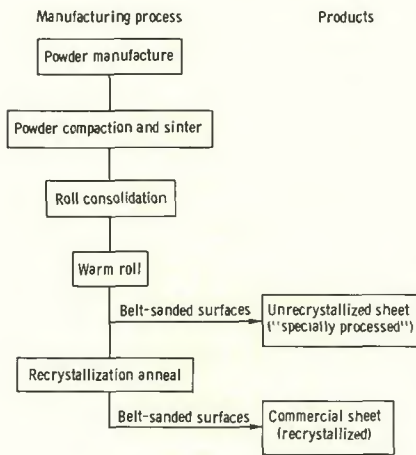 Manufacturing process
Products
Powder manufacture
Powder compaction and sinter
Roll consolidation
Warm roll
Belt-sanded surfaces
Unrecrystallized sheet
("specially processed")
Recrystallization anneal
Belt-sanded surfaces
Commercial sheet
(recrystallized)